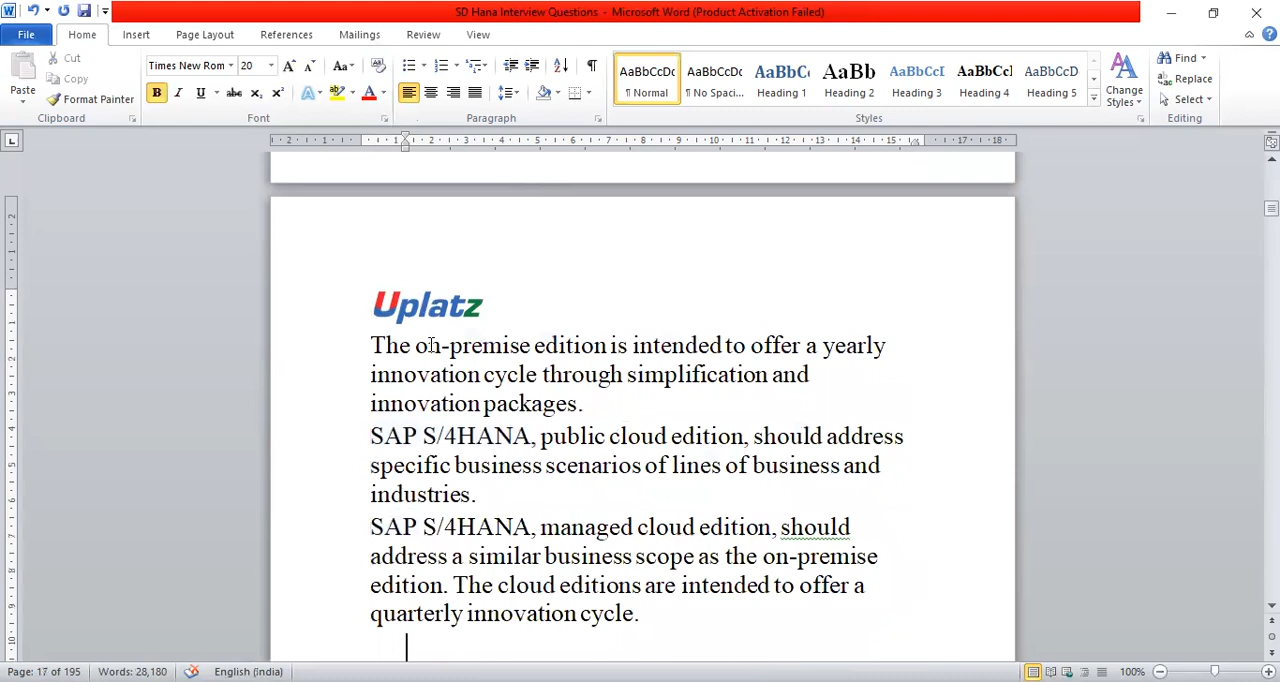 SD Hana Interview Questions - Microsoft Word (Product Activation Failed)
File Home Insert Page Layout References Mailings Review View
Cut
Copy
Format Painter
Paste
Times New Rom 20
AaBbCcDc AaBbCcDc AaBbCc AaBb AaBbCcI AaBbCcI AaBbCcD
¶ Normal ¶ No Spaci... Heading 1 Heading 2 Heading 3 Heading 4 Heading 5
Change
Styles
Find
Replace
Select
Clipboard Font Paragraph Styles Editing
Uplatz
The on-premise edition is intended to offer a yearly
innovation cycle through simplification and
innovation packages.
SAP S/4HANA, public cloud edition, should address
specific business scenarios of lines of business and
industries.
SAP S/4HANA, managed cloud edition, should
address a similar business scope as the on-premise
edition. The cloud editions are intended to offer a
quarterly innovation cycle.
Page: 17 of 195 Words: 28,180 English (India) 100%